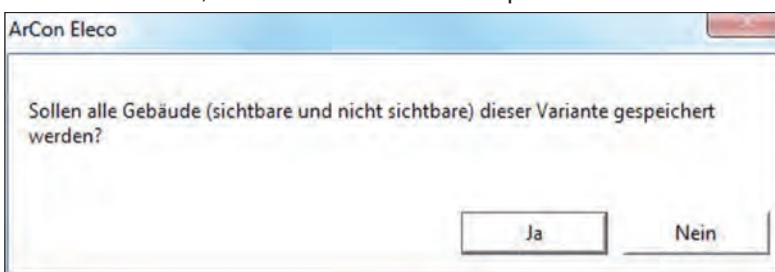 ArCon Eleco
Sollen alle Gebäude (sichtbare und nicht sichtbare) dieser Variante gespeichert
werden?
Ja Nein